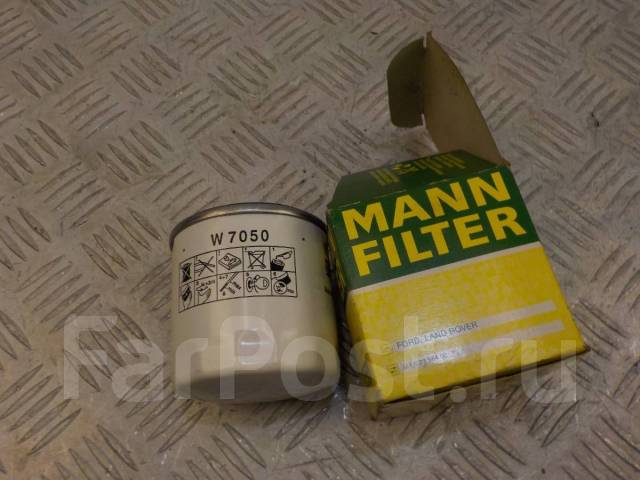 W 7050
MANN
FILTER
FORD, LAND ROVER
FarPost.ru